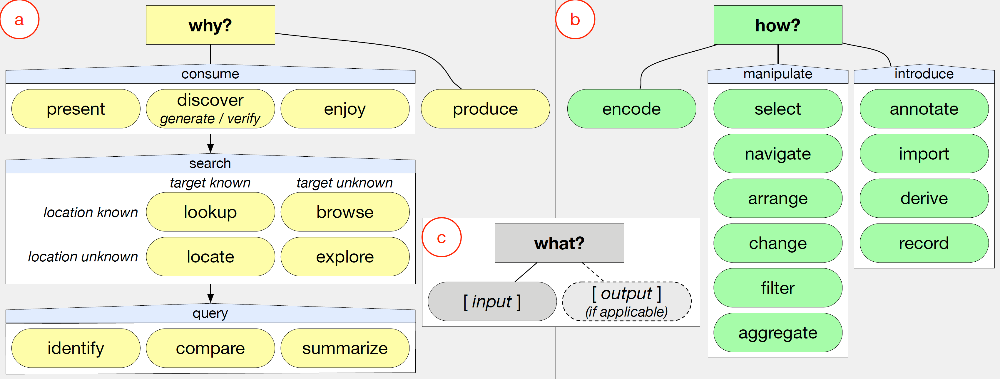 a
why?
consume
present
discover
generate / verify
enjoy
produce
search
target known
target unknown
location known
lookup
browse
location unknown
locate
explore
query
identify
compare
summarize
b
how?
encode
manipulate
select
navigate
arrange
change
filter
aggregate
introduce
annotate
import
derive
record
c
what?
[ input ]
[ output ]
(if applicable)